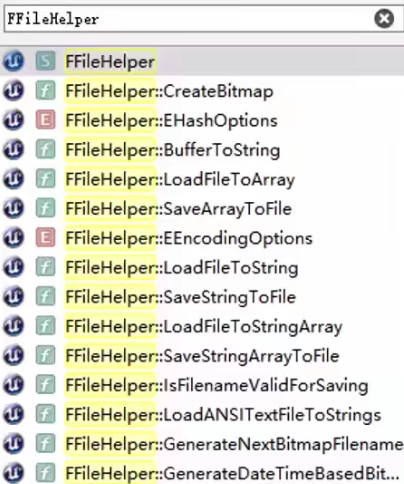 FFileHelper
FFileHelper
FFileHelper::CreateBitmap
FFileHelper::EHashOptions
FFileHelper::BufferToString
FFileHelper::LoadFileToArray
FFileHelper::SaveArrayToFile
FFileHelper::EEncodingOptions
FFileHelper::LoadFileToString
FFileHelper::SaveStringToFile
FFileHelper::LoadFileToStringArray
FFileHelper::SaveStringArrayToFile
FFileHelper::IsFilenameValidForSaving
FFileHelper::LoadANSITextFileToStrings
FFileHelper::GenerateNextBitmapFilename
FFileHelper::GenerateDateTimeBasedBit...